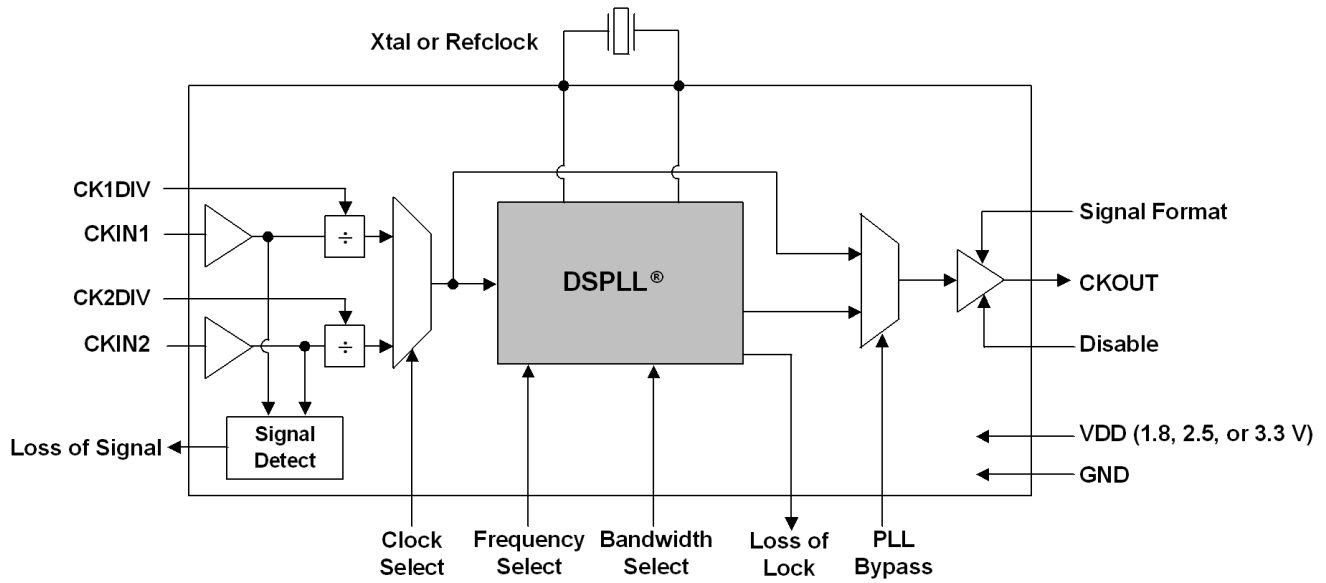 Xtal or Refclock
CK1DIV
CKIN1
÷
CK2DIV
CKIN2
÷
DSPLL®
Signal Format
CKOUT
Disable
Loss of Signal
Signal
Detect
VDD (1.8, 2.5, or 3.3 V)
GND
Clock
Select
Frequency
Select
Bandwidth
Select
Loss of
Lock
PLL
Bypass